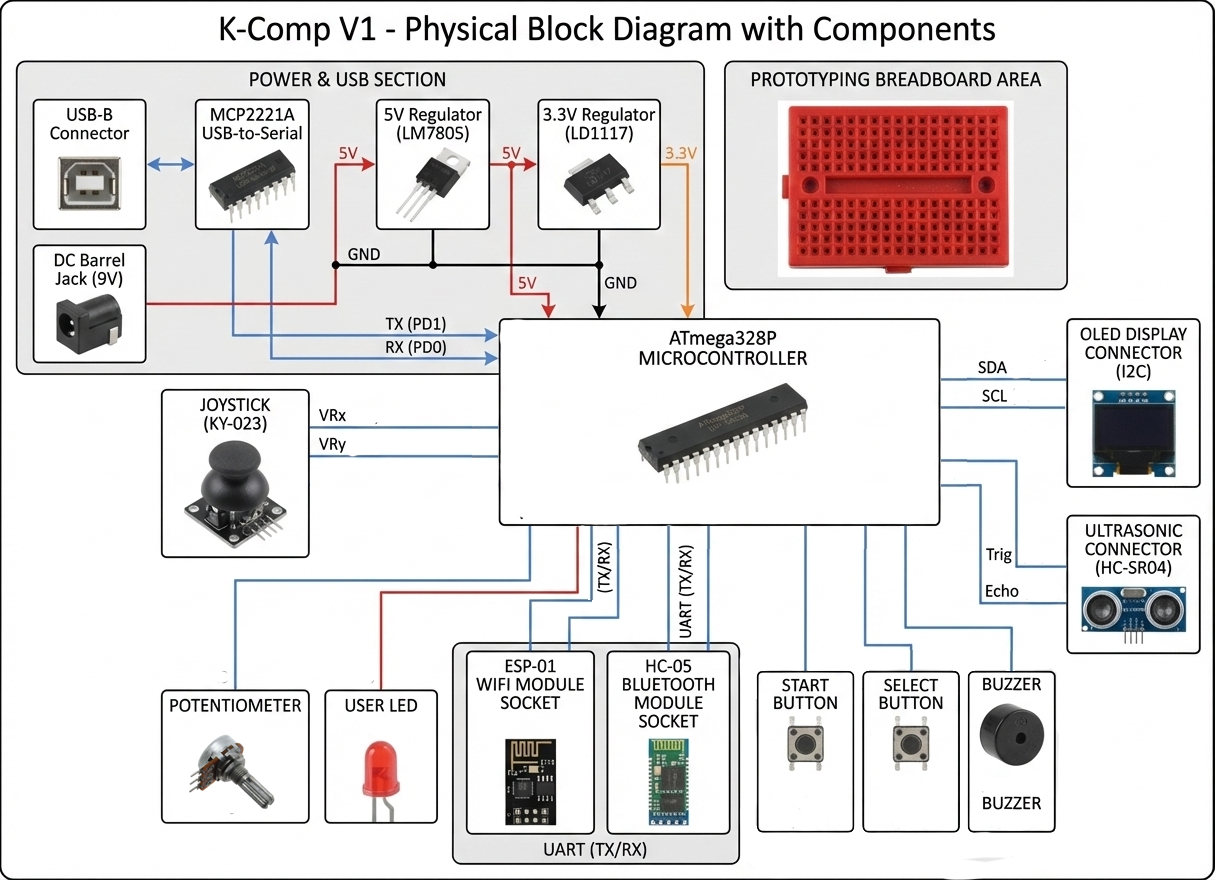 K-Comp V1 - Physical Block Diagram with Components
POWER & USB SECTION
USB-B
Connector
MCP2221A
USB-to-Serial
5V Regulator
(LM7805)
3.3V Regulator
(LD1117)
5V
5V
3.3V
DC Barrel
Jack (9V)
GND
5V
GND
TX (PD1)
RX (PD0)
PROTOTYPING BREADBOARD AREA
ATmega328P
MICROCONTROLLER
JOYSTICK
(KY-023)
VRx
VRy
SDA
SCL
OLED DISPLAY
CONNECTOR
(I2C)
Trig
Echo
ULTRASONIC
CONNECTOR
(HC-SR04)
(TX/RX)
UART (TX/RX)
POTENTIOMETER
USER LED
ESP-01
WIFI MODULE
SOCKET
HC-05
BLUETOOTH
MODULE
SOCKET
UART (TX/RX)
START
BUTTON
SELECT
BUTTON
BUZZER
BUZZER